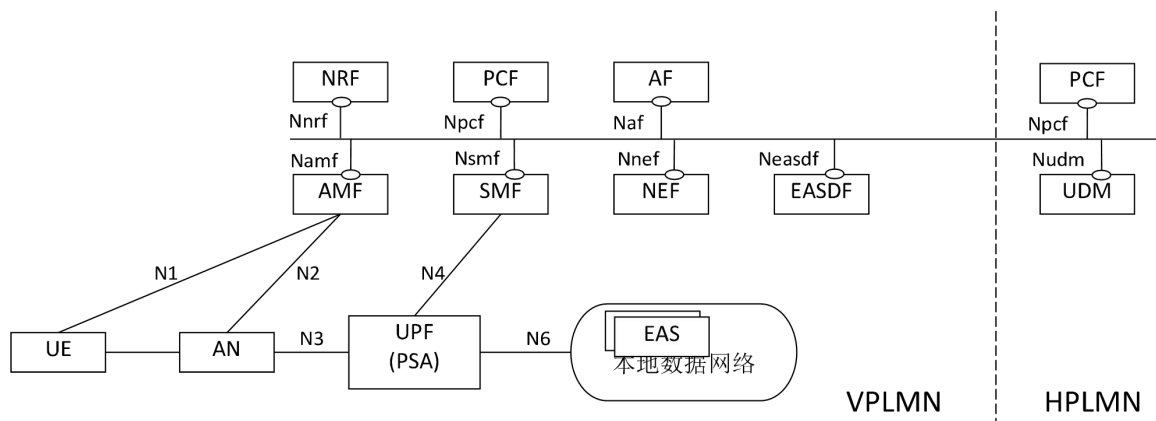 NRF
PCF
AF
PCF
Nnrf
Npcf
Naf
Npcf
Namf
Nsmf
Nnef
Neasdf
Nudm
AMF
SMF
NEF
EASDF
UDM
N1
N2
N4
UE
AN
N3
UPF
(PSA)
N6
EAS
本地数据网络
VPLMN
HPLMN